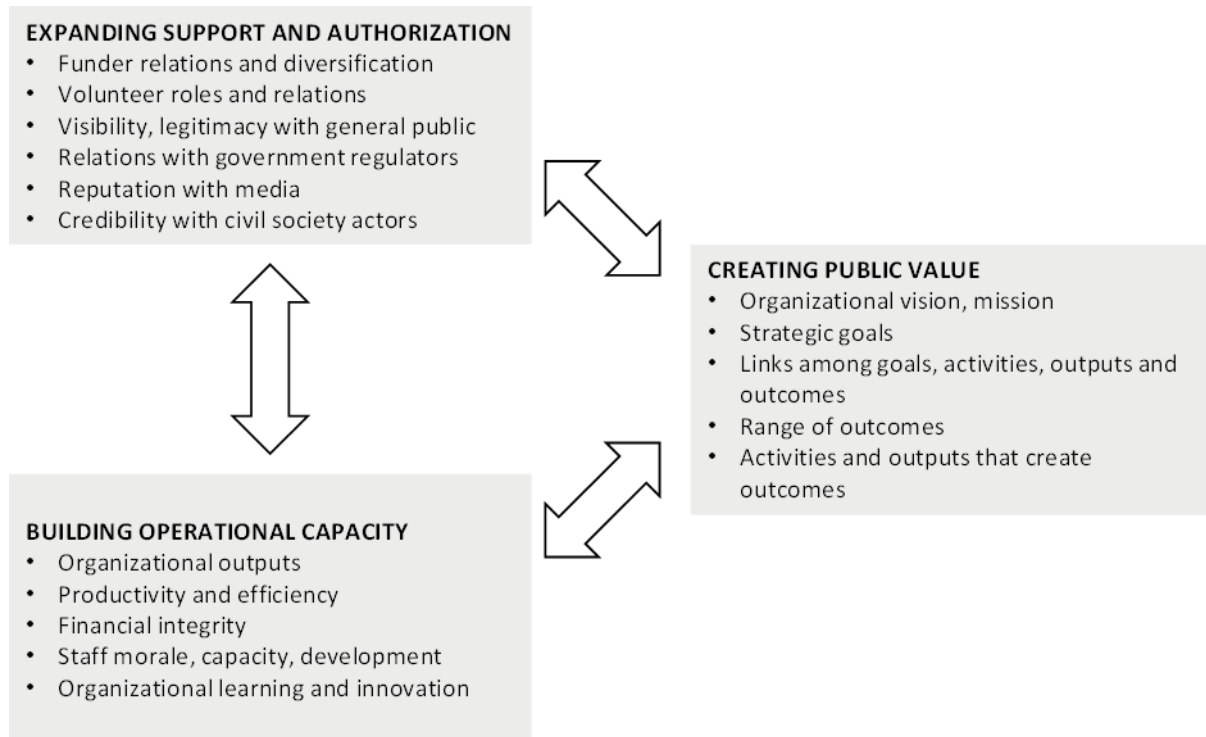 EXPANDING SUPPORT AND AUTHORIZATION
• Funder relations and diversification
• Volunteer roles and relations
• Visibility, legitimacy with general public
• Relations with government regulators
• Reputation with media
• Credibility with civil society actors
CREATING PUBLIC VALUE
• Organizational vision, mission
• Strategic goals
• Links among goals, activities, outputs and
outcomes
• Range of outcomes
• Activities and outputs that create
outcomes
BUILDING OPERATIONAL CAPACITY
• Organizational outputs
• Productivity and efficiency
• Financial integrity
• Staff morale, capacity, development
• Organizational learning and innovation